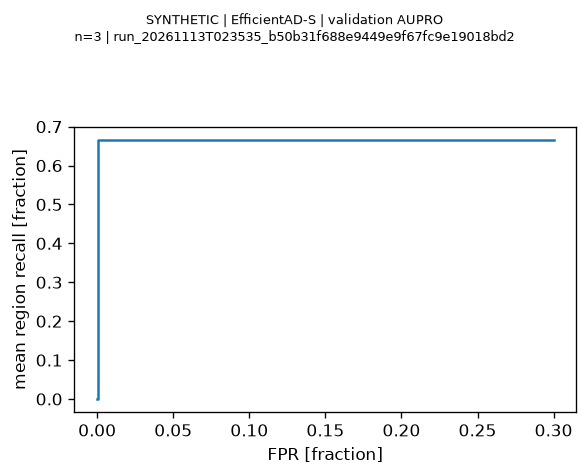 SYNTHETIC | EfficientAD-S | validation AUPRO
n=3 | run_20261113T023535_b50b31f688e9449e9f67fc9e19018bd2
0.7
0.6
0.5
0.4
0.3
0.2
0.1
0.0
mean region recall [fraction]
0.00 0.05 0.10 0.15 0.20 0.25 0.30
FPR [fraction]